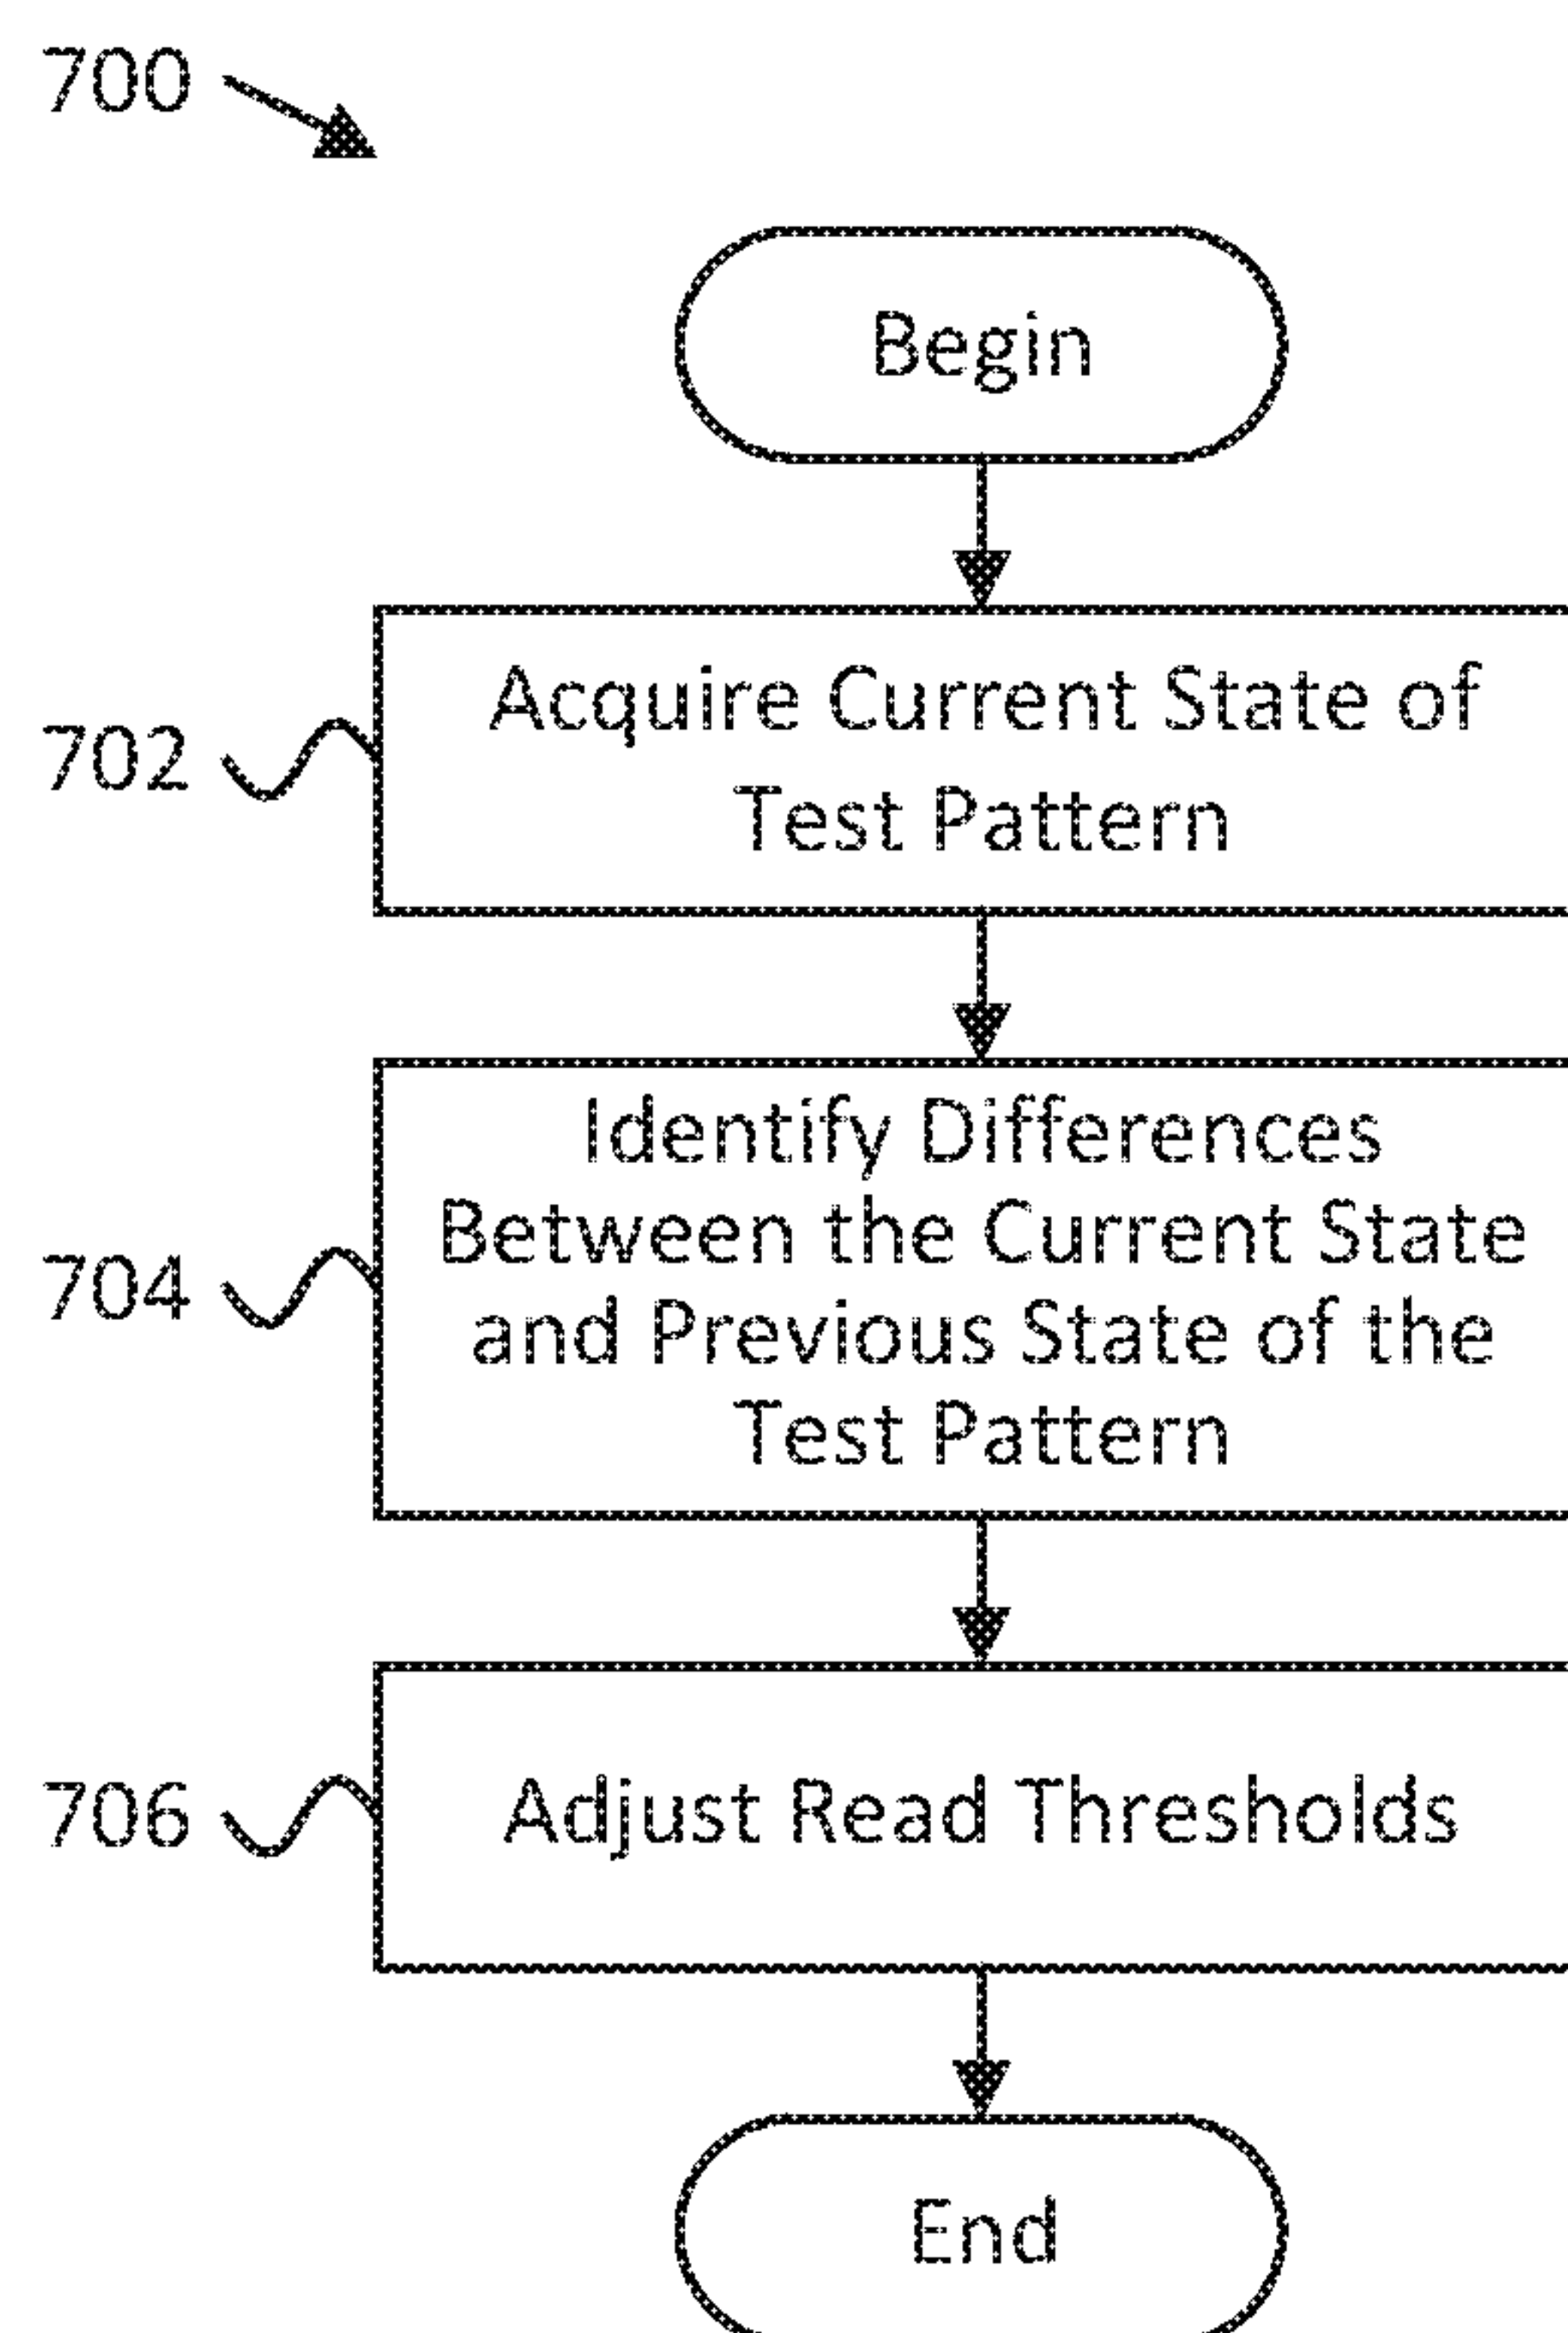 700
Begin
702
Acquire Current State of
Test Pattern
704
Identify Differences
Between the Current State
and Previous State of the
Test Pattern
706
Adjust Read Thresholds
End